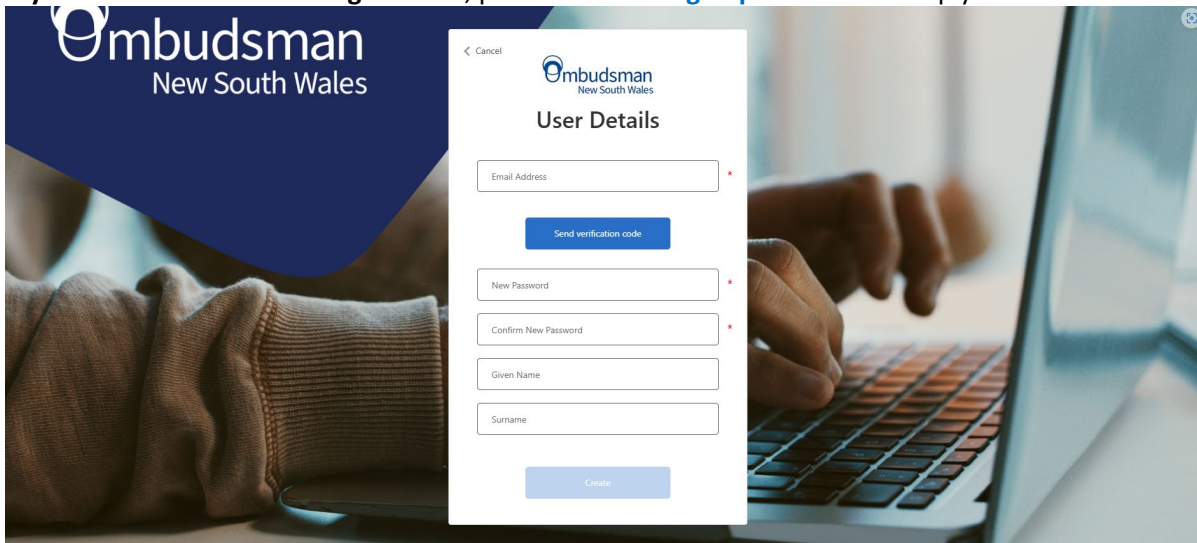 Ombudsman
New South Wales
Cancel
Ombudsman
New South Wales
User Details
Email Address *
Send verification code
New Password *
Confirm New Password *
Given Name
Surname
Create